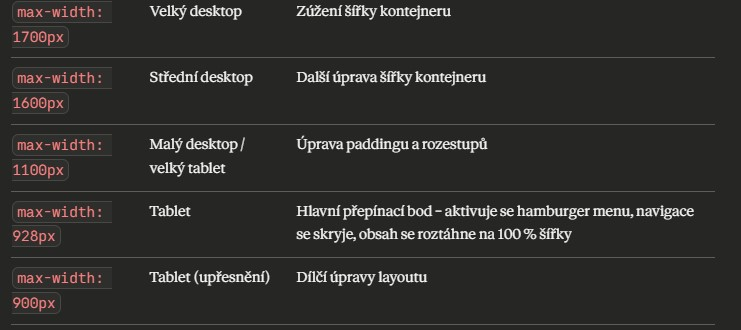 max-width: 1700px
Velký desktop
Zúžení šířky kontejneru
max-width: 1600px
Střední desktop
Další úprava šířky kontejneru
max-width: 1100px
Malý desktop / velký tablet
Úprava paddingu a rozestupů
max-width: 928px
Tablet
Hlavní přepínací bod – aktivuje se hamburger menu, navigace
se skryje, obsah se roztáhne na 100 % šířky
max-width: 900px
Tablet (upřesnění)
Dílčí úpravy layoutu